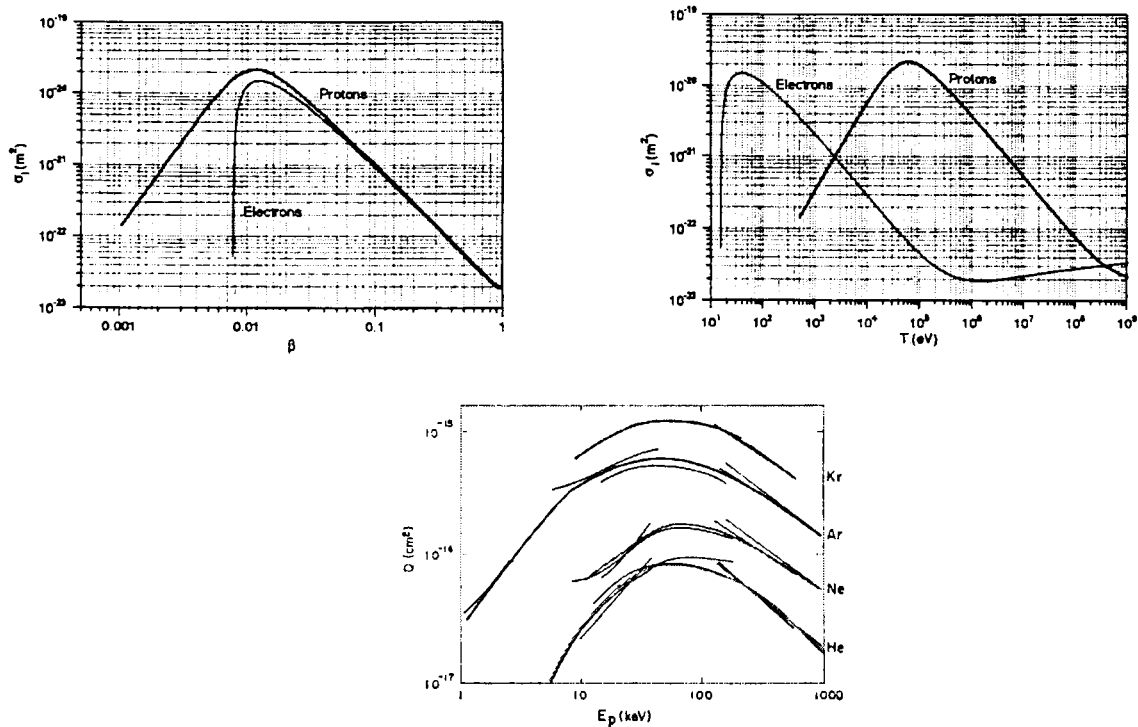 10⁻¹⁹
10⁻²⁰
10⁻²¹
10⁻²²
10⁻²³
σᵢ(m²)
Protons
Electrons
0.001
0.01
0.1
1
β
10⁻¹⁹
10⁻²⁰
10⁻²¹
10⁻²²
10⁻²³
σᵢ(m²)
Electrons
Protons
10¹ 10² 10³ 10⁴ 10⁵ 10⁶ 10⁷ 10⁸ 10⁹
T (eV)
10⁻¹⁵
10⁻¹⁶
10⁻¹⁷
Q (cm²)
Kr
Ar
Ne
He
1 10 100 1000
Eₚ (keV)